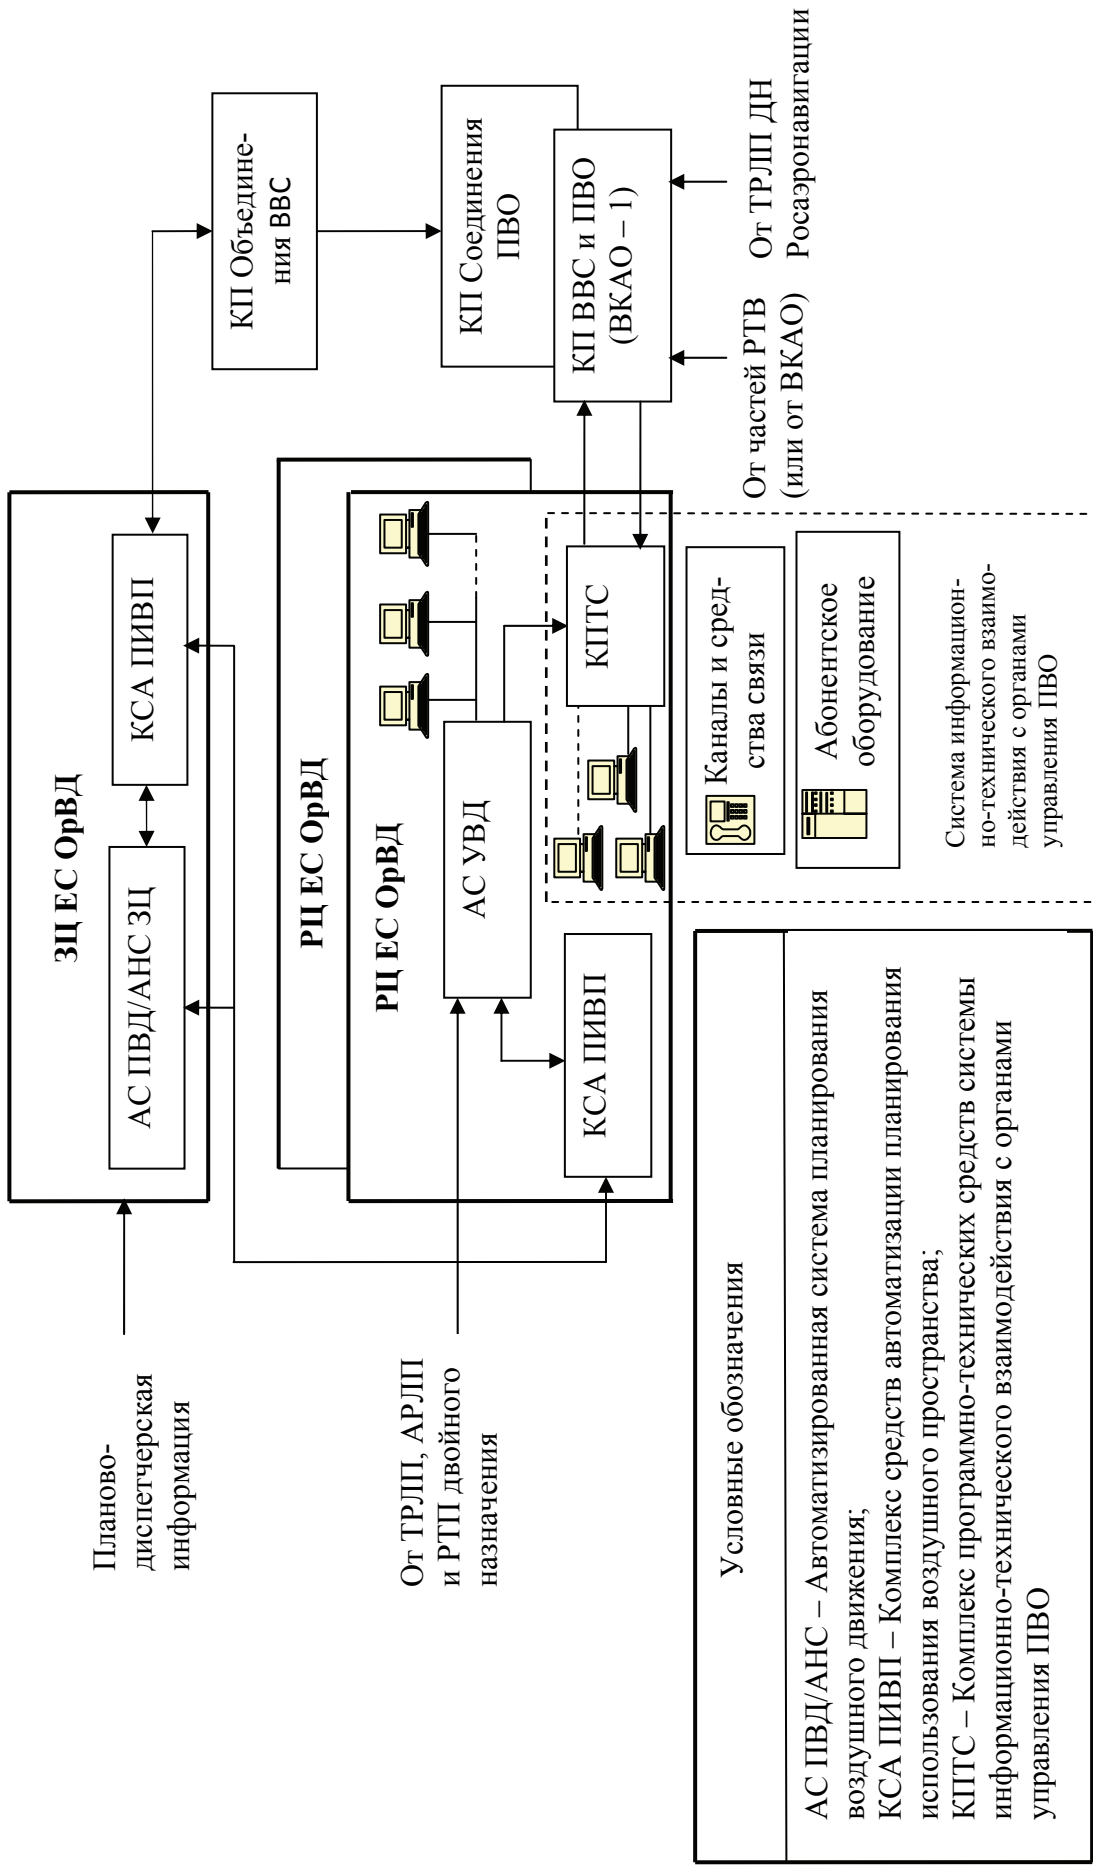 Планово-
диспетчерская
информация
ЗЦ ЕС ОрВД
АС ПВД/АНС ЗЦ
КСА ПИВП
КП Объедине-
ния ВВС
РЦ ЕС ОрВД
РЦ ЕС ОрВД
От ТРЛП, АРЛП
и РТП двойного
назначения
АС УВД
КСА ПИВП
КПТС
КП Соединения
ПВО
КП ВВС и ПВО
(ВКАО – 1)
От частей РТВ
(или от ВКАО)
От ТРЛП ДН
Росаэронавигации
Каналы и сред-
ства связи
Абонентское
оборудование
Система информацион-
но-технического взаимо-
действия с органами
управления ПВО
Условные обозначения
АС ПВД/АНС – Автоматизированная система планирования
воздушного движения;
КСА ПИВП – Комплекс средств автоматизации планирования
использования воздушного пространства;
КПТС – Комплекс программно-технических средств системы
информационно-технического взаимодействия с органами
управления ПВО